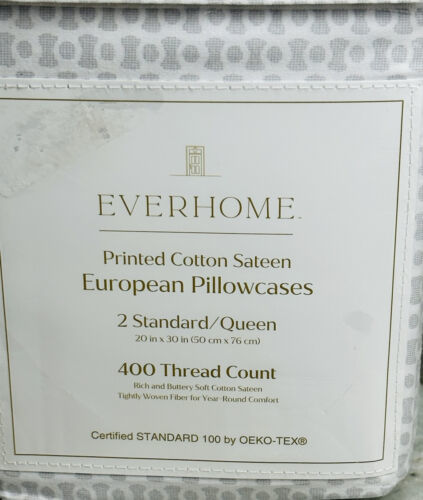 EVERHOME™
Printed Cotton Sateen
European Pillowcases
2 Standard/Queen
20 in x 30 in (50 cm x 76 cm)
400 Thread Count
Rich and Buttery Soft Cotton Sateen
Tightly Woven Fiber for Year-Round Comfort
Certified STANDARD 100 by OEKO-TEX®